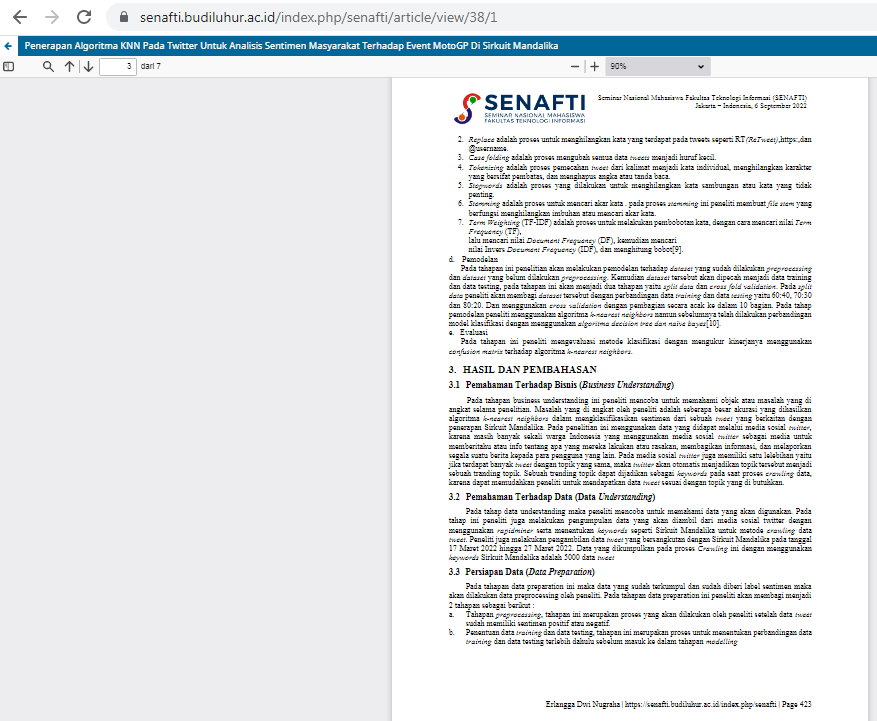 senafti.budiluhur.ac.id/index.php/senafti/article/view/38/1
Penerapan Algoritma KNN Pada Twitter Untuk Analisis Sentimen Masyarakat Terhadap Event MotoGP Di Sirkuit Mandalika
3 dari 7
90%
SENAFTI
SEMINAR NASIONAL MAHASISWA
FAKULTAS TEKNOLOGI INFORMASI
Seminar Nasional Mahasiswa Fakultas Teknologi Informasi (SENAFTI)
Jakarta – Indonesia, 6 September 2022
2. Replace adalah proses untuk menghilangkan kata yang terdapat pada tweets seperti RT(ReTweet),https:,dan
@username.
3. Case folding adalah proses mengubah semua data tweets menjadi huruf kecil.
4. Tokenizing adalah proses pemecahan tweet dari kalimat menjadi kata individual, menghilangkan karakter
yang bersifat pembatas, dan menghapus angka atau tanda baca.
5. Stopwords adalah proses yang dilakukan untuk menghilangkan kata sambungan atau kata yang tidak
penting.
6. Stemming adalah proses untuk mencari akar kata . pada proses stemming ini peneliti membuat file stem yang
berfungsi menghilangkan imbuhan atau mencari akar kata.
7. Term Weighting (TF-IDF) adalah proses untuk melakukan pembobotan kata, dengan cara mencari nilai Term
Frequency (TF),
lalu mencari nilai Document Frequency (DF), kemudian mencari
nilai Invers Document Frequency (IDF), dan menghitung bobot[9].
d. Pemodelan
Pada tahapan ini penelitian akan melakukan pemodelan terhadap dataset yang sudah dilakukan preprocessing
dan dataset yang belum dilakukan preprocessing. Kemudian dataset tersebut akan dipecah menjadi data training
dan data testing, pada tahapan ini akan menjadi dua tahapan yaitu split data dan cross fold validation. Pada split
data peneliti akan membagi dataset tersebut dengan perbandingan data training dan data testing yaitu 60:40, 70:30
dan 80:20. Dan menggunakan cross validation dengan pembagian secara acak ke dalam 10 bagian. Pada tahap
pemodelan peneliti menggunakan algoritma k-nearest neighbors namun sebelumnya telah dilakukan perbandingan
model klasifikasi dengan menggunakan algoritma decision tree dan naïve bayes[10].
e. Evaluasi
Pada tahapan ini peneliti mengevaluasi metode klasifikasi dengan mengukur kinerjanya menggunakan
confusion matrix terhadap algoritma k-nearest neighbors.
3. HASIL DAN PEMBAHASAN
3.1 Pemahaman Terhadap Bisnis (Business Understanding)
Pada tahapan business understanding ini peneliti mencoba untuk memahami objek atau masalah yang di
angkat selama penelitian. Masalah yang di angkat oleh peneliti adalah seberapa besar akurasi yang dihasilkan
algoritma k-nearest neighbors dalam mengklasifikasikan sentimen dari sebuah tweet yang berkaitan dengan
penerapan Sirkuit Mandalika. Pada penelitian ini menggunakan data yang didapat melalui media sosial twitter,
karena masih banyak sekali warga Indonesia yang menggunakan media sosial twitter sebagai media untuk
memberitahu atau info tentang apa yang mereka lakukan atau rasakan, membagikan informasi, dan melaporkan
segala suatu berita kepada para pengguna yang lain. Pada media sosial twitter juga memiliki satu lelebihan yaitu
jika terdapat banyak tweet dengan topik yang sama, maka twitter akan otomatis menjadikan topik tersebut menjadi
sebuah tranding topik. Sebuah trending topik dapat dijadikan sebagai keywords pada saat proses crawling data,
karena dapat memudahkan peneliti untuk mendapatkan data tweet sesuai dengan topik yang di butuhkan.
3.2 Pemahaman Terhadap Data (Data Understanding)
Pada tahap data understanding maka peneliti mencoba untuk memahami data yang akan digunakan. Pada
tahap ini peneliti juga melakukan pengumpulan data yang akan diambil dari media sosial twitter dengan
menggunakan rapidminer serta menentukan keywords seperti Sirkuit Mandalika untuk metode crawling data
tweet. Peneliti juga melakukan pengambilan data tweet yang bersangkutan dengan Sirkuit Mandalika pada tanggal
17 Maret 2022 hingga 27 Maret 2022. Data yang dikumpulkan pada proses Crawling ini dengan menggunakan
keywords Sirkuit Mandalika adalah 5000 data tweet
3.3 Persiapan Data (Data Preparation)
Pada tahapan data preparation ini maka data yang sudah terkumpul dan sudah diberi label sentimen maka
akan dilakukan data preprocessing oleh peneliti. Pada tahapan data preparation ini peneliti akan membagi menjadi
2 tahapan sebagai berikut :
a. Tahapan preprocessing, tahapan ini merupakan proses yang akan dilakukan oleh peneliti setelah data tweet
sudah memiliki sentimen positif atau negatif.
b. Penentuan data training dan data testing, tahapan ini merupakan proses untuk menentukan perbandingan data
training dan data testing terlebih dahulu sebelum masuk ke dalam tahapan modelling
Erlangga Dwi Nugraha | https://senafti.budiluhur.ac.id/index.php/senafti | Page 423